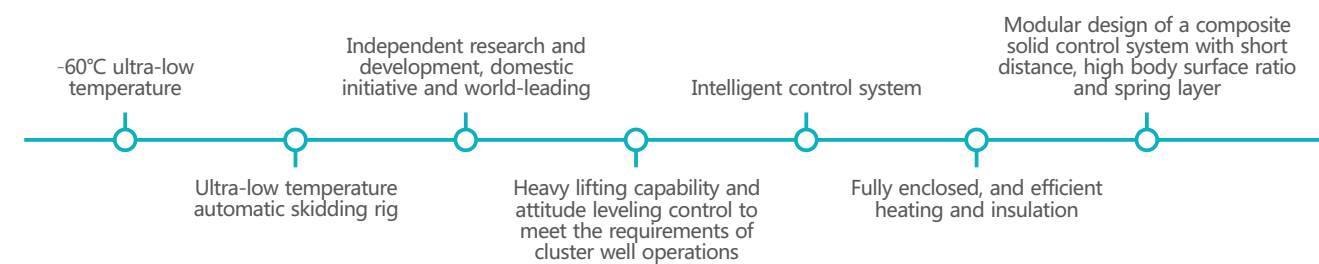 -60℃ ultra-low
temperature
Ultra-low temperature
automatic skidding rig
Independent research and
development, domestic
initiative and world-leading
Heavy lifting capability and
attitude leveling control to
meet the requirements of
cluster well operations
Intelligent control system
Fully enclosed, and efficient
heating and insulation
Modular design of a composite
solid control system with short
distance, high body surface ratio
and spring layer